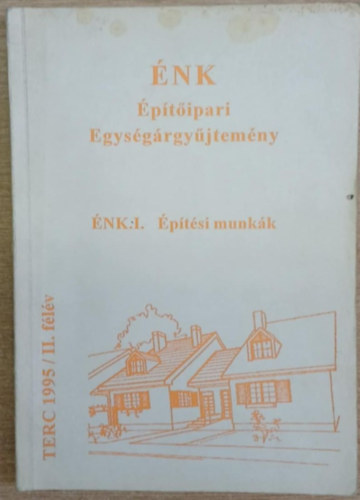 ÉNK
Építőipari
Egységárgyűjtemény
ÉNK:I. Építési munkák
TERC 1995 / II. félév